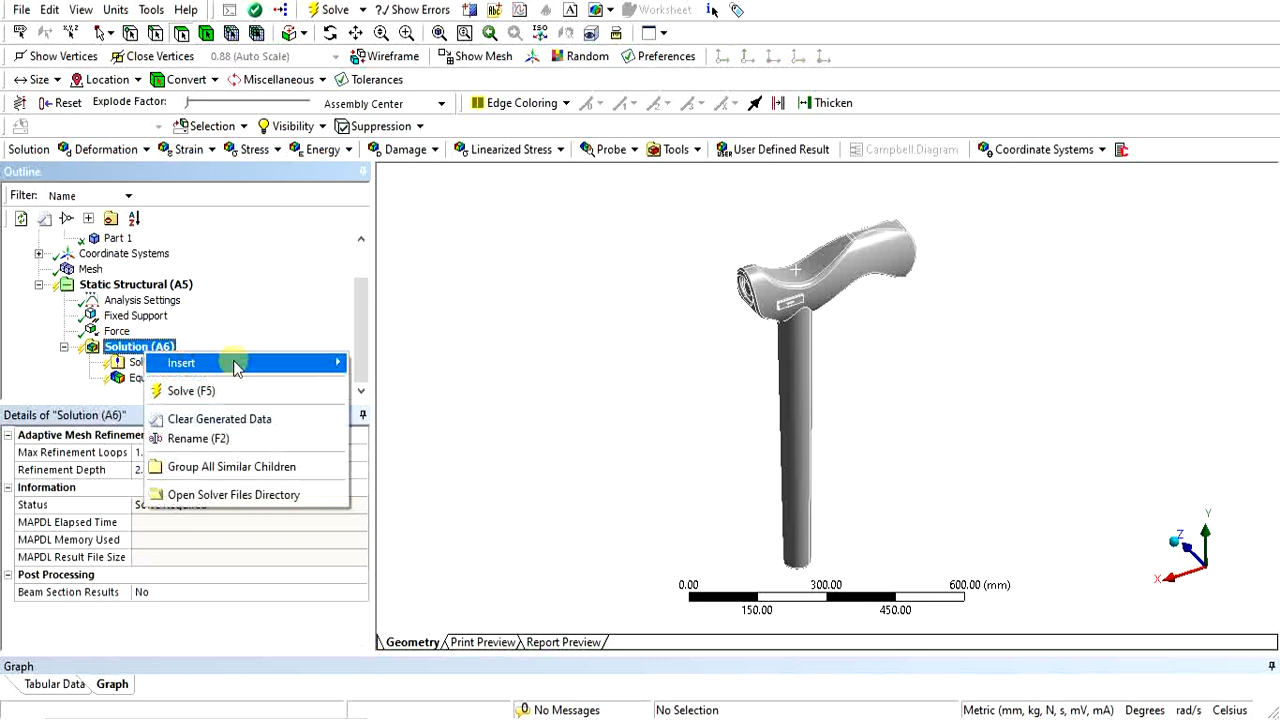 File Edit View Units Tools Help Solve ?/ Show Errors Worksheet
Show Vertices Close Vertices 0.88 (Auto Scale) Wireframe Show Mesh Random Preferences
Size Location Convert Miscellaneous Tolerances
Reset Explode Factor: Assembly Center Edge Coloring Thicken
Selection Visibility Suppression
Solution Deformation Strain Stress Energy Damage Linearized Stress Probe Tools User Defined Result Campbell Diagram Coordinate Systems
Outline
Filter: Name
Part 1
Coordinate Systems
Mesh
Static Structural (A5)
Analysis Settings
Fixed Support
Force
Solution (A6)
Sol
Equ
Insert
Solve (F5)
Clear Generated Data
Rename (F2)
Group All Similar Children
Open Solver Files Directory
Details of "Solution (A6)"
Adaptive Mesh Refineme
Max Refinement Loops 1.
Refinement Depth 2.
Information
Status
MAPDL Elapsed Time
MAPDL Memory Used
MAPDL Result File Size
Post Processing
Beam Section Results No
0.00 300.00 600.00 (mm)
150.00 450.00
Y
Z
X
Geometry Print Preview Report Preview
Graph
Tabular Data Graph
No Messages No Selection Metric (mm, kg, N, s, mV, mA) Degrees rad/s Celsius